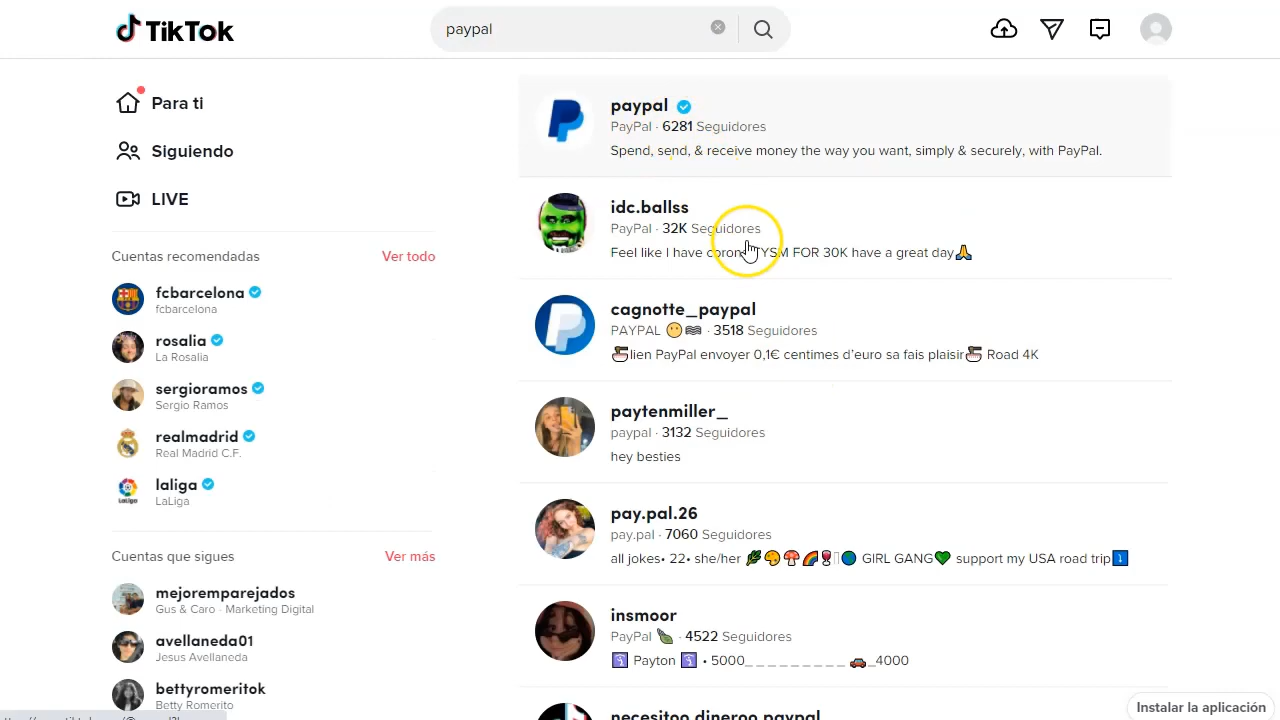 TikTok
paypal
Para ti
Siguiendo
LIVE
Cuentas recomendadas
Ver todo
fcbarcelona
fcbarcelona
rosalia
La Rosalia
sergioramos
Sergio Ramos
realmadrid
Real Madrid C.F.
laliga
LaLiga
Cuentas que sigues
Ver más
mejoremparejados
Gus & Caro · Marketing Digital
avellaneda01
Jesus Avellaneda
bettyromeritok
Betty Romerito
paypal
PayPal · 6281 Seguidores
Spend, send, & receive money the way you want, simply & securely, with PayPal.
idc.ballss
PayPal · 32K Seguidores
Feel like I have TYSM FOR 30K have a great day🙏
cagnotte_paypal
PAYPAL 😶🌫 · 3518 Seguidores
🍜lien PayPal envoyer 0,1€ centimes d'euro sa fais plaisir🍜 Road 4K
paytenmiller_
paypal · 3132 Seguidores
hey besties
pay.pal.26
pay.pal · 7060 Seguidores
all jokes• 22• she/her GIRL GANG💚 support my USA road trip
insmoor
PayPal · 4522 Seguidores
Payton • 5000_ _ _ _ _ _ _ _ _ 🚗_4000
necesitoo dineroo paypal
Instalar la aplicación